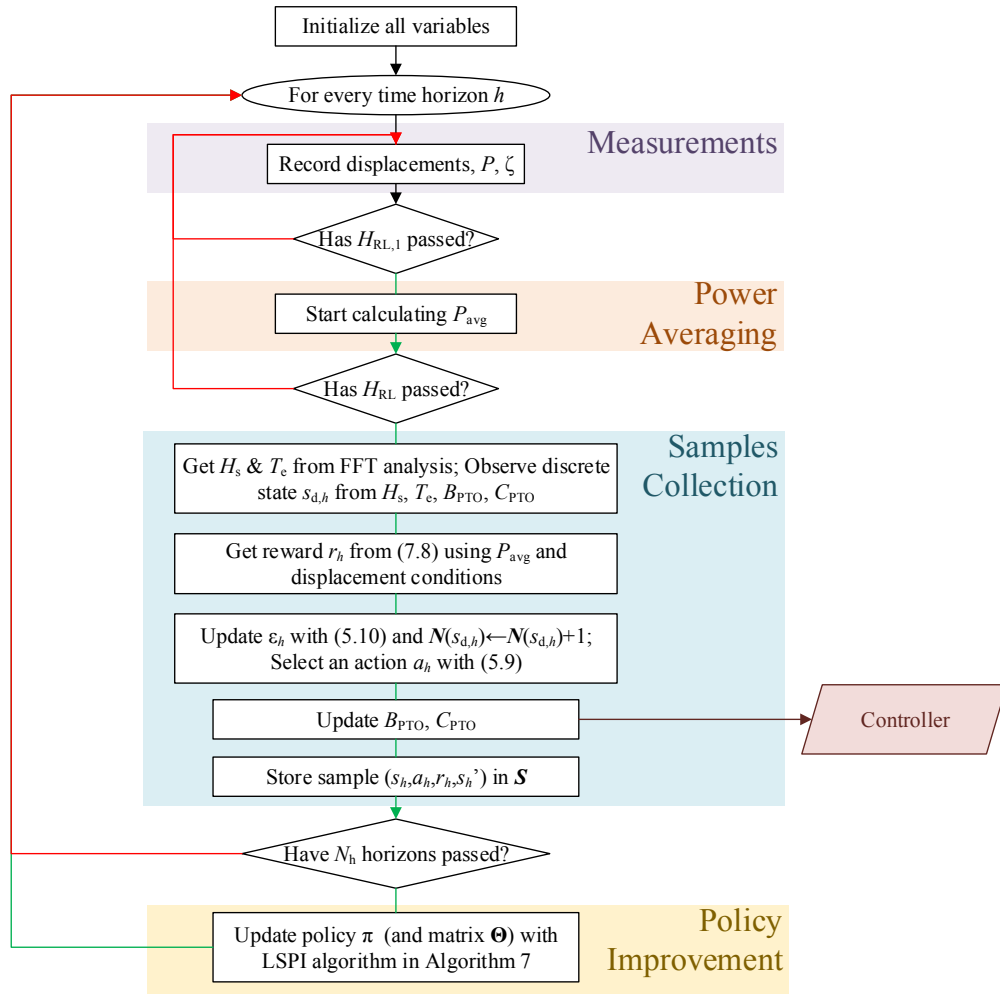 Initialize all variables
For every time horizon h
Measurements
Record displacements, P, ζ
Has H_RL,1 passed?
Power
Averaging
Start calculating P_avg
Has H_RL passed?
Samples
Collection
Get H_s & T_e from FFT analysis; Observe discrete
state s_d,h from H_s, T_e, B_PTO, C_PTO
Get reward r_h from (7.8) using P_avg and
displacement conditions
Update ε_h with (5.10) and N(s_d,h)←N(s_d,h)+1;
Select an action a_h with (5.9)
Update B_PTO, C_PTO
Controller
Store sample (s_h,a_h,r_h,s_h’) in S
Have N_h horizons passed?
Policy
Improvement
Update policy π (and matrix Θ) with
LSPI algorithm in Algorithm 7